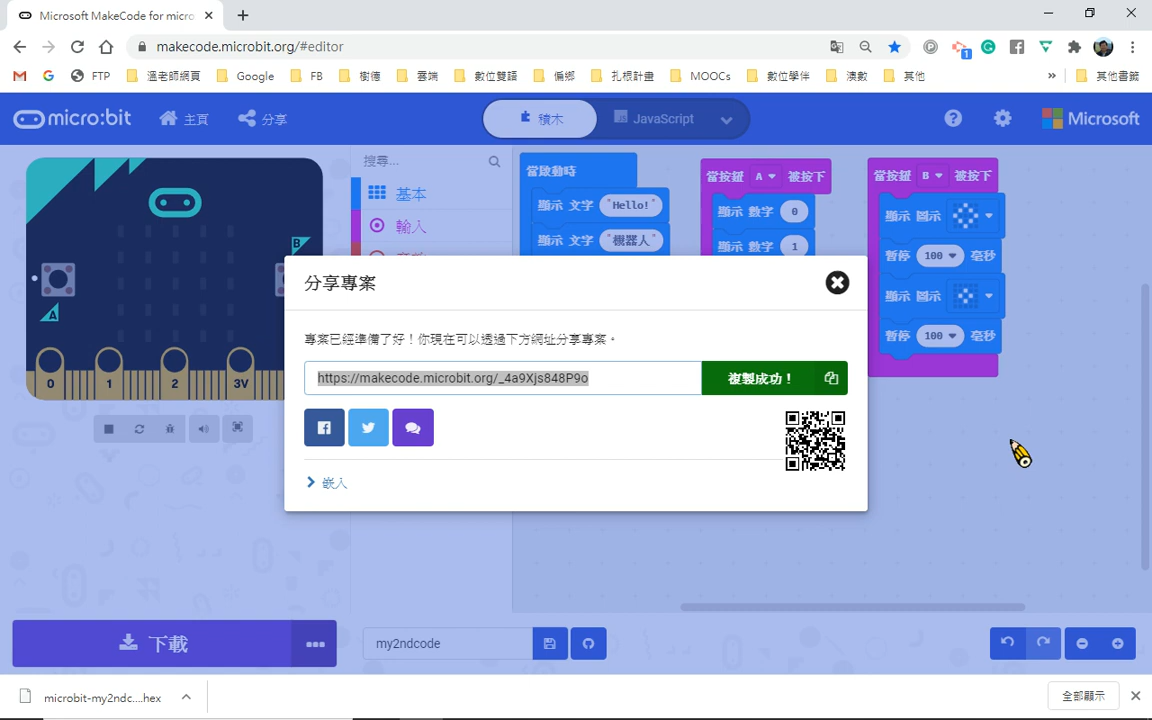 Microsoft MakeCode for micro
makecode.microbit.org/#editor
FTP
溫老師網頁
Google
FB
樹德
雲端
數位雙語
偏鄉
扎根計畫
MOOCs
數位學伴
澳數
其他
»
其他書籤
micro:bit
主頁
分享
積木
JavaScript
Microsoft
搜尋...
基本
輸入
當啟動時
顯示 文字 "Hello!"
顯示 文字 "機器人"
當按鈕 A 被按下
顯示 數字 0
顯示 數字 1
當按鈕 B 被按下
顯示 圖示
暫停 100 毫秒
顯示 圖示
暫停 100 毫秒
B
A
0 1 2 3V
分享專案
專案已經準備了好！你現在可以透過下方網址分享專案。
https://makecode.microbit.org/_4a9Xjs848P9o
複製成功！
嵌入
下載
my2ndcode
microbit-my2ndc....hex
全部顯示